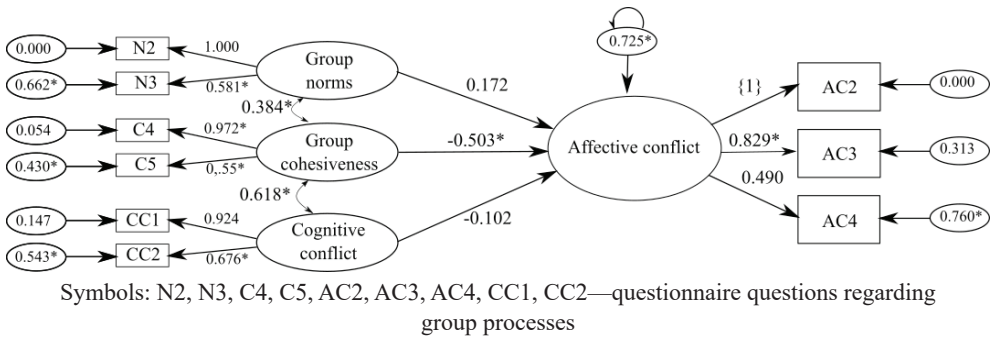 0.000 N2 1.000
0.662* N3 0.581*
Group
norms
0.384*
0.054 C4 0.972*
0.430* C5 0,.55*
Group
cohesiveness
0.618*
0.147 CC1 0.924
0.543* CC2 0.676*
Cognitive
conflict
0.172
-0.503*
-0.102
0.725*
Affective conflict
{1} AC2 0.000
0.829* AC3 0.313
0.490 AC4 0.760*
Symbols: N2, N3, C4, C5, AC2, AC3, AC4, CC1, CC2—questionnaire questions regarding
group processes